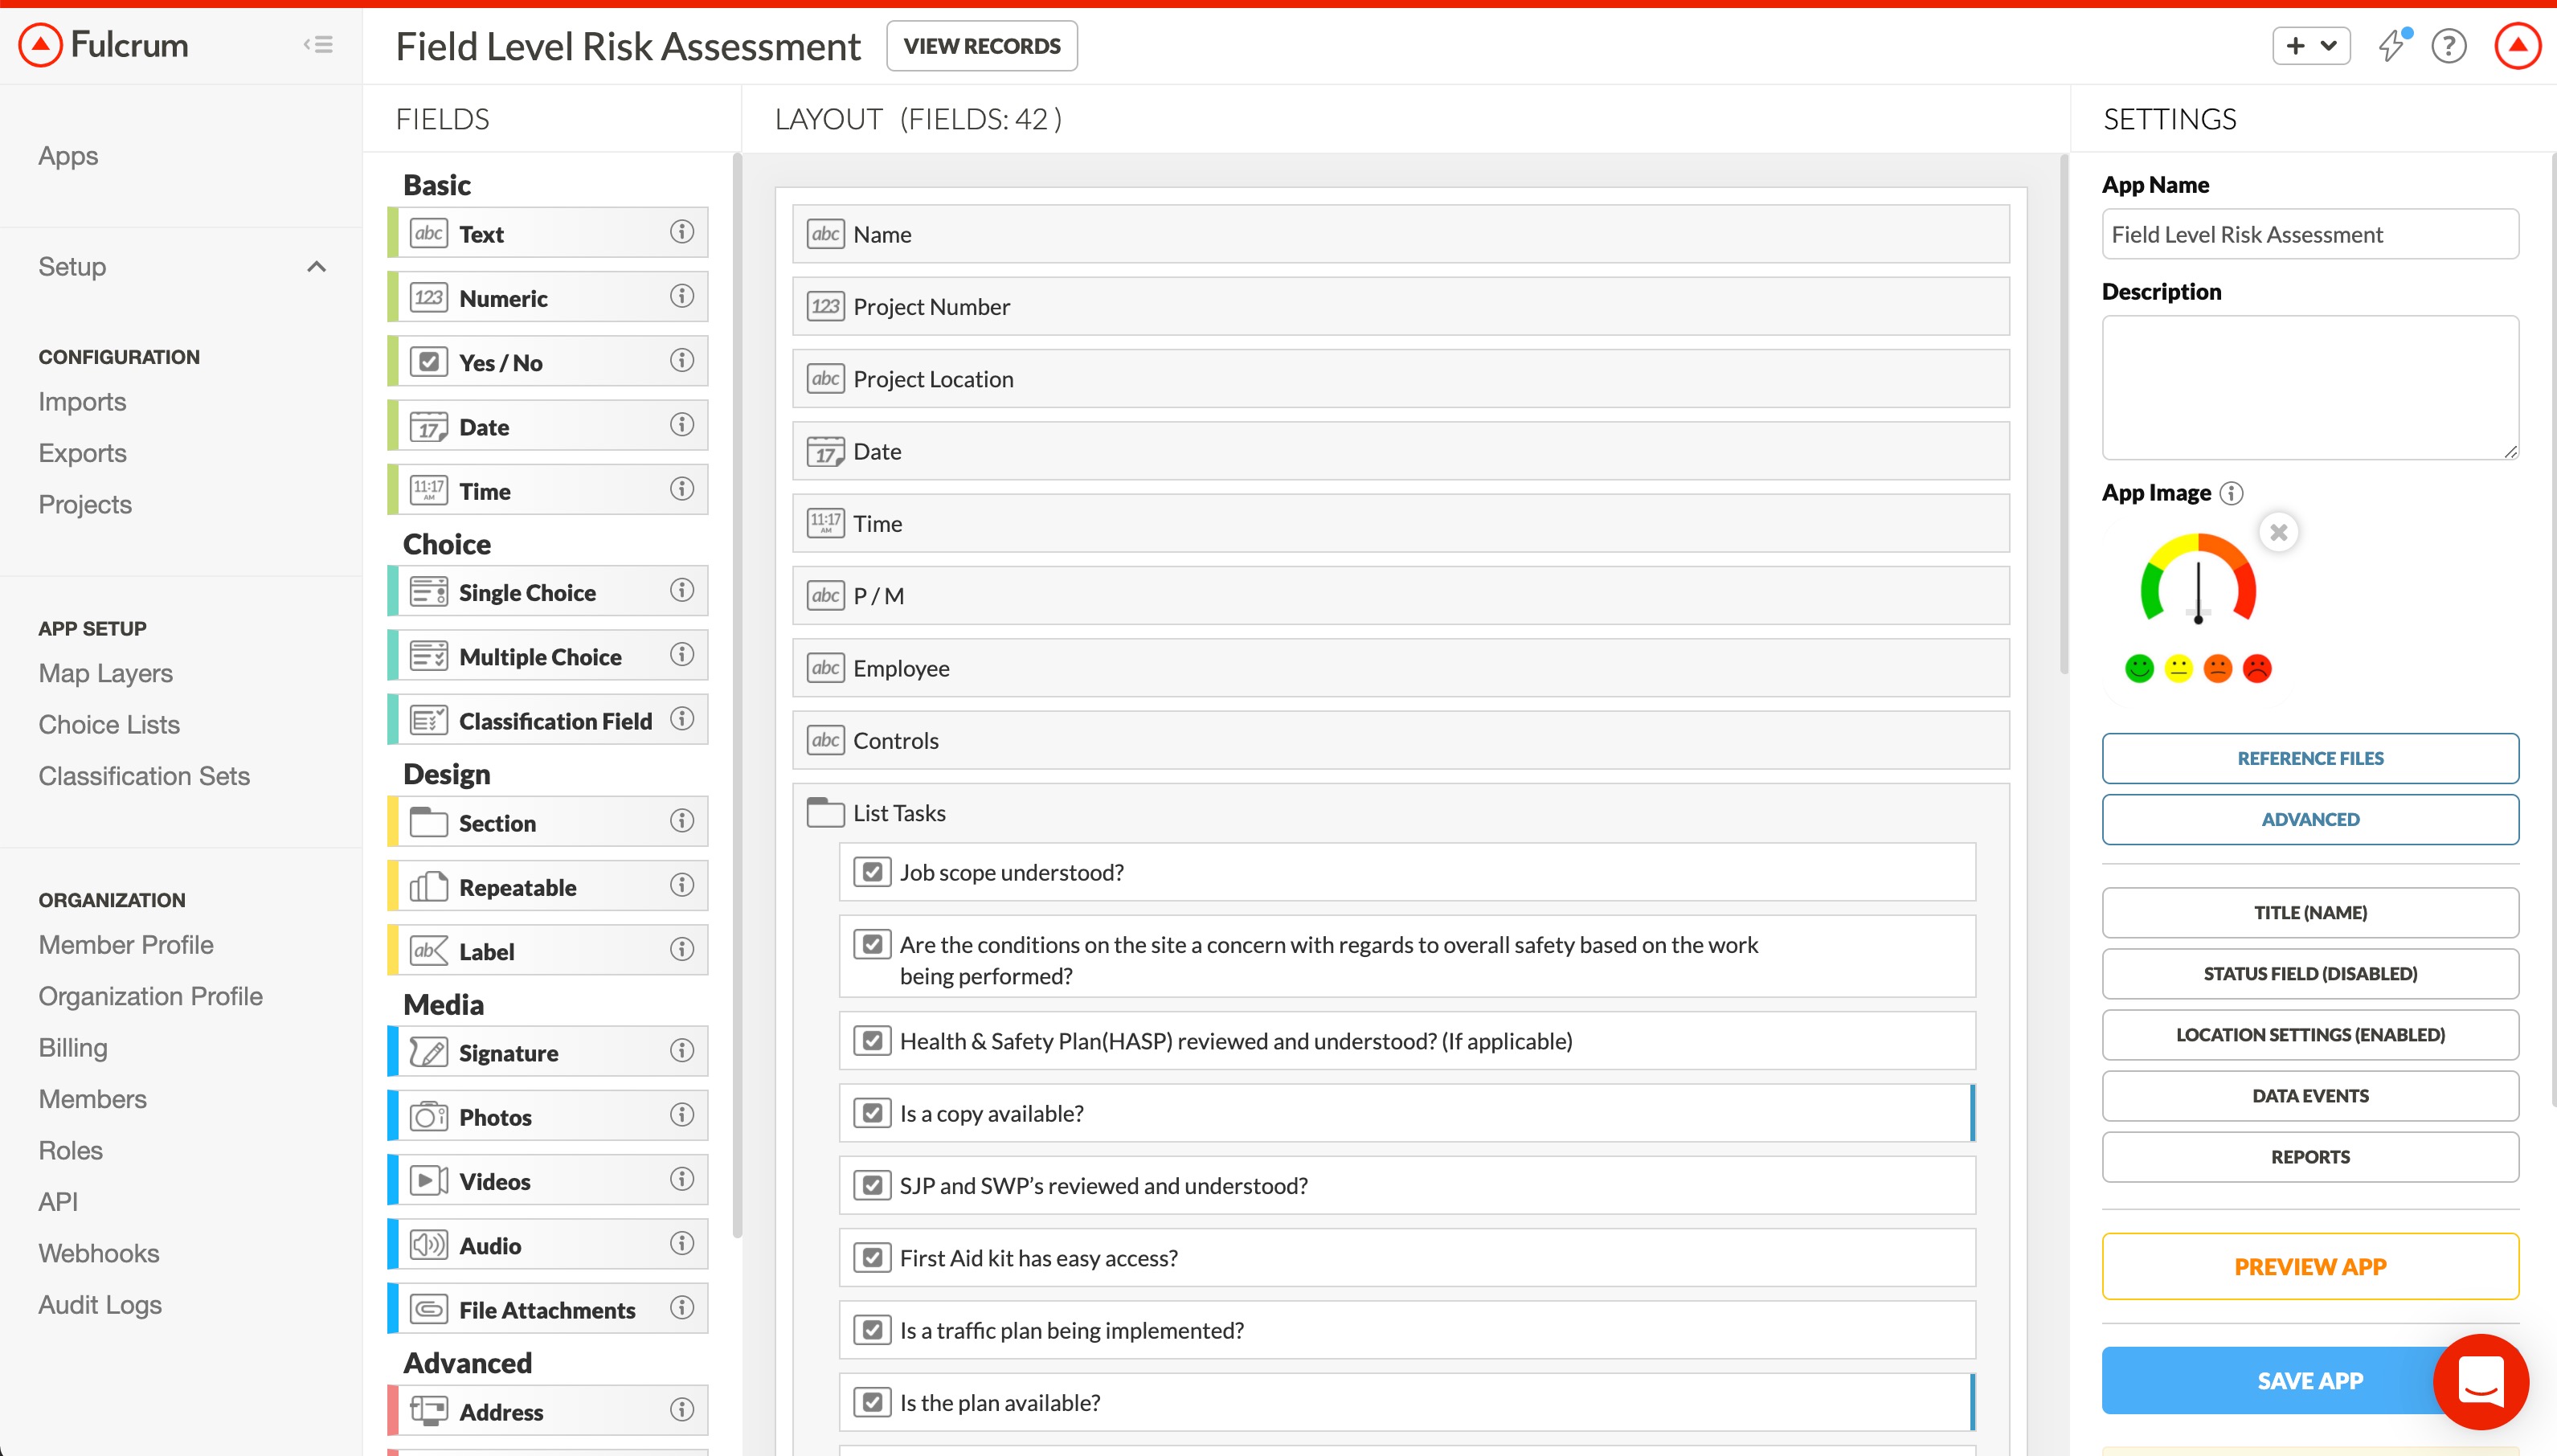 Fulcrum
Field Level Risk Assessment
VIEW RECORDS
Apps
Setup
CONFIGURATION
Imports
Exports
Projects
APP SETUP
Map Layers
Choice Lists
Classification Sets
ORGANIZATION
Member Profile
Organization Profile
Billing
Members
Roles
API
Webhooks
Audit Logs
FIELDS
Basic
abc Text
123 Numeric
Yes / No
17 Date
11:17 AM Time
Choice
Single Choice
Multiple Choice
Classification Field
Design
Section
Repeatable
ab Label
Media
Signature
Photos
Videos
Audio
File Attachments
Advanced
Address
LAYOUT (FIELDS: 42 )
abc Name
123 Project Number
abc Project Location
17 Date
11:17 AM Time
abc P / M
abc Employee
abc Controls
List Tasks
Job scope understood?
Are the conditions on the site a concern with regards to overall safety based on the work
being performed?
Health & Safety Plan(HASP) reviewed and understood? (If applicable)
Is a copy available?
SJP and SWP’s reviewed and understood?
First Aid kit has easy access?
Is a traffic plan being implemented?
Is the plan available?
SETTINGS
App Name
Field Level Risk Assessment
Description
App Image
REFERENCE FILES
ADVANCED
TITLE (NAME)
STATUS FIELD (DISABLED)
LOCATION SETTINGS (ENABLED)
DATA EVENTS
REPORTS
PREVIEW APP
SAVE APP